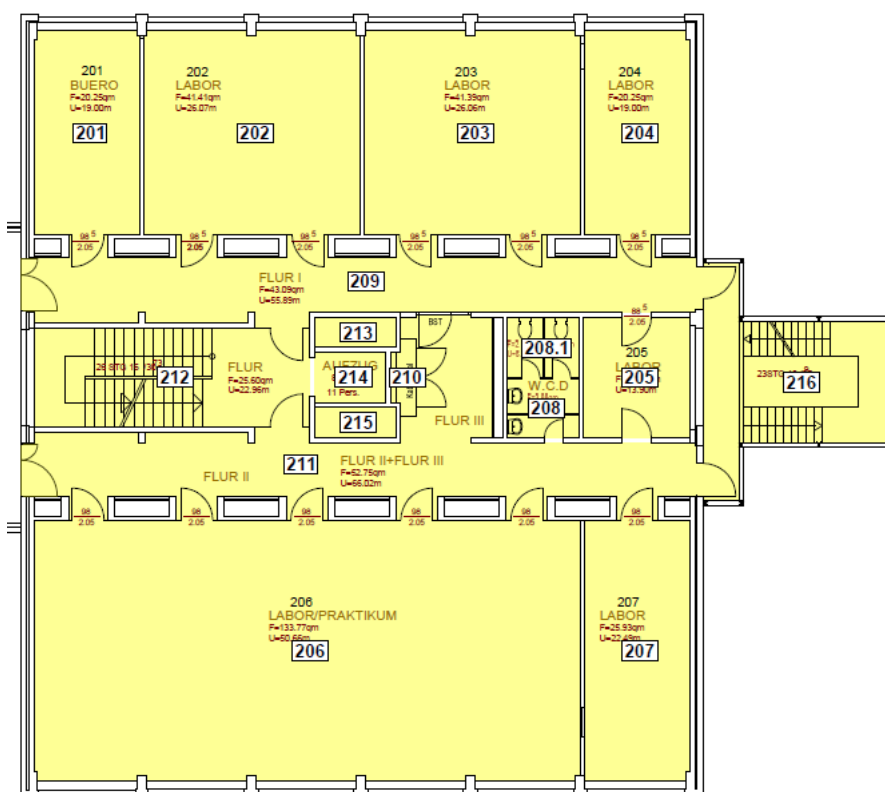 201
BUERO
F=20.25qm
U=19.00m
201
202
LABOR
F=41.41qm
U=26.07m
202
203
LABOR
F=41.39qm
U=26.06m
203
204
LABOR
F=20.25qm
U=19.00m
204
98 5
2.05
98 5
2.05
98 5
2.05
98 5
2.05
98 5
2.05
98 5
2.05
FLUR I
F=43.09qm
U=55.89m
209
88 5
2.05
213
BST
208.1
FLUR
F=25.60qm
U=22.96m
212
AUFZUG
11 Pers.
214
210
205
LABOR
U=13.90m
205
216
W.C.D
208
215
FLUR III
FLUR II
211
FLUR II+FLUR III
F=52.75qm
U=66.02m
98
2.05
98
2.05
98
2.05
98
2.05
98
2.05
98
2.05
206
LABOR/PRAKTIKUM
F=133.77qm
U=50.66m
206
207
LABOR
F=25.93qm
U=22.49m
207